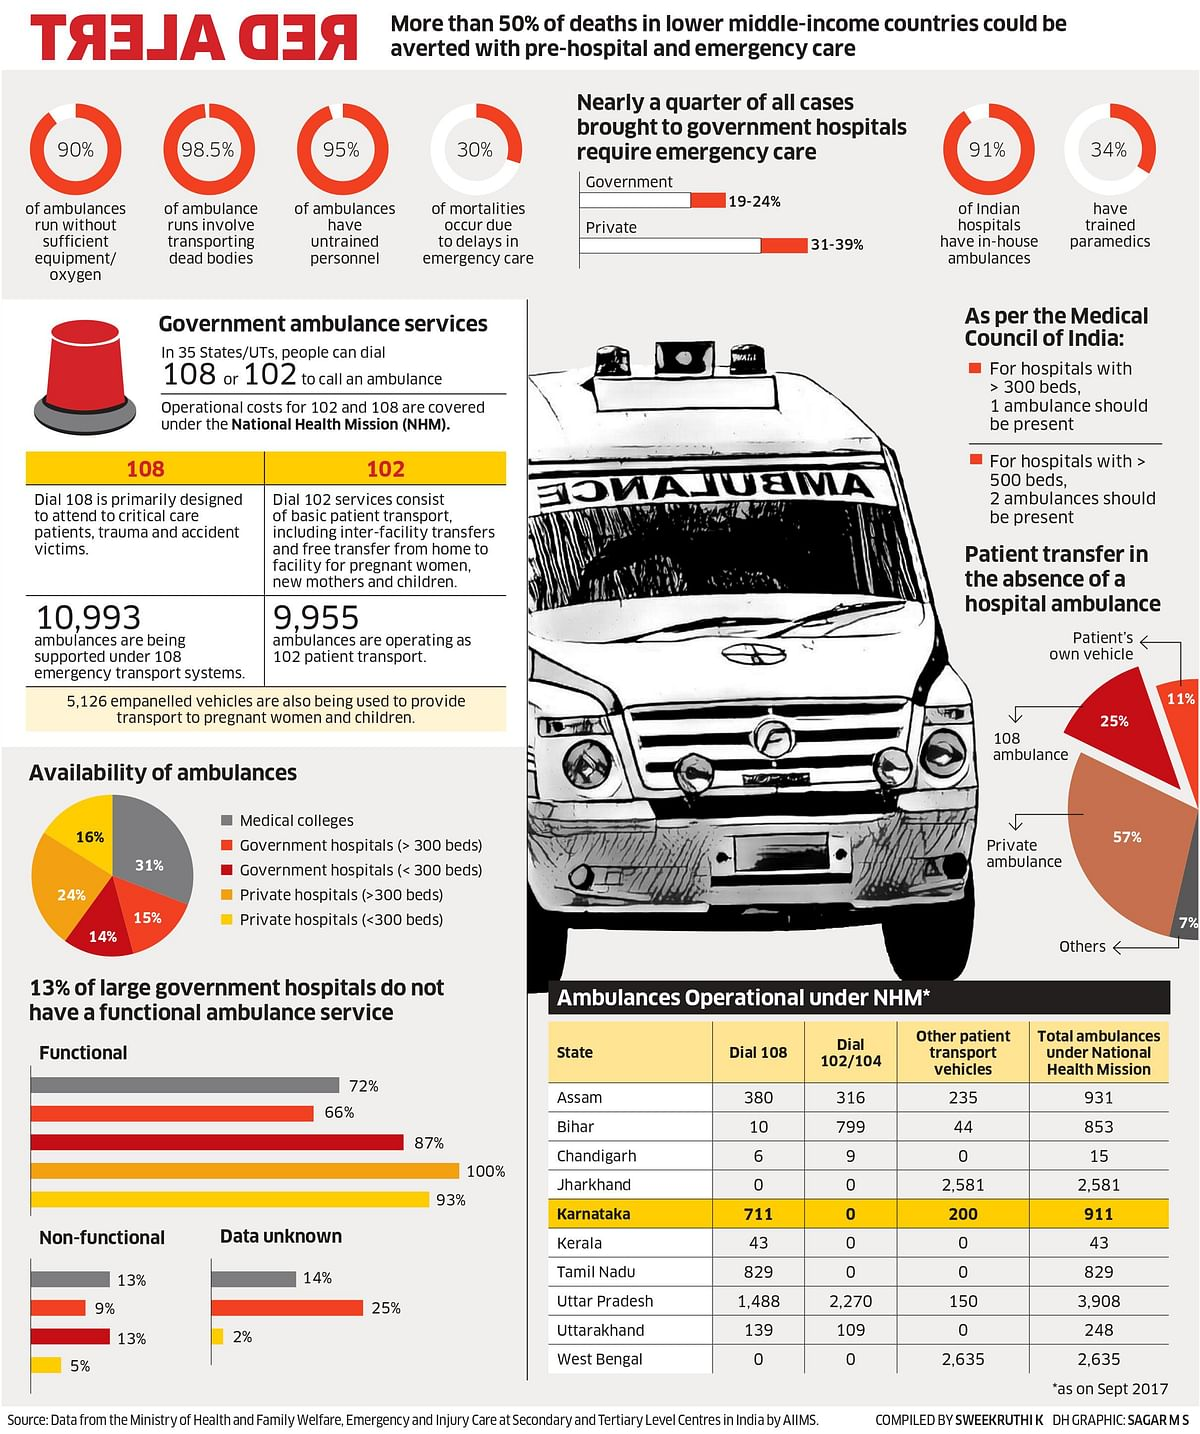 RED ALERT
More than 50% of deaths in lower middle-income countries could be
averted with pre-hospital and emergency care
90%
of ambulances
run without
sufficient
equipment/
oxygen
98.5%
of ambulance
runs involve
transporting
dead bodies
95%
of ambulances
have
untrained
personnel
30%
of mortalities
occur due
to delays in
emergency care
Nearly a quarter of all cases
brought to government hospitals
require emergency care
Government
19-24%
Private
31-39%
91%
of Indian
hospitals
have in-house
ambulances
34%
have
trained
paramedics
Government ambulance services
In 35 States/UTs, people can dial
108 or 102 to call an ambulance
Operational costs for 102 and 108 are covered
under the National Health Mission (NHM).
108
Dial 108 is primarily designed
to attend to critical care
patients, trauma and accident
victims.
10,993
ambulances are being
supported under 108
emergency transport systems.
102
Dial 102 services consist
of basic patient transport,
including inter-facility transfers
and free transfer from home to
facility for pregnant women,
new mothers and children.
9,955
ambulances are operating as
102 patient transport.
5,126 empanelled vehicles are also being used to provide
transport to pregnant women and children.
AMBULANCE
As per the Medical
Council of India:
For hospitals with
> 300 beds,
1 ambulance should
be present
For hospitals with >
500 beds,
2 ambulances should
be present
Patient transfer in
the absence of a
hospital ambulance
Patient's
own vehicle
11%
25%
108
ambulance
57%
Private
ambulance
7%
Others
Availability of ambulances
16%
31%
24%
15%
14%
Medical colleges
Government hospitals (> 300 beds)
Government hospitals (< 300 beds)
Private hospitals (>300 beds)
Private hospitals (<300 beds)
13% of large government hospitals do not
have a functional ambulance service
Functional
72%
66%
87%
100%
93%
Non-functional
13%
9%
13%
5%
Data unknown
14%
25%
2%
Ambulances Operational under NHM*
State Dial 108 Dial 102/104 Other patient transport vehicles Total ambulances under National Health Mission
Assam 380 316 235 931
Bihar 10 799 44 853
Chandigarh 6 9 0 15
Jharkhand 0 0 2,581 2,581
Karnataka 711 0 200 911
Kerala 43 0 0 43
Tamil Nadu 829 0 0 829
Uttar Pradesh 1,488 2,270 150 3,908
Uttarakhand 139 109 0 248
West Bengal 0 0 2,635 2,635
*as on Sept 2017
Source: Data from the Ministry of Health and Family Welfare, Emergency and Injury Care at Secondary and Tertiary Level Centres in India by AIIMS.
COMPILED BY SWEEKRUTHI K DH GRAPHIC: SAGAR M S